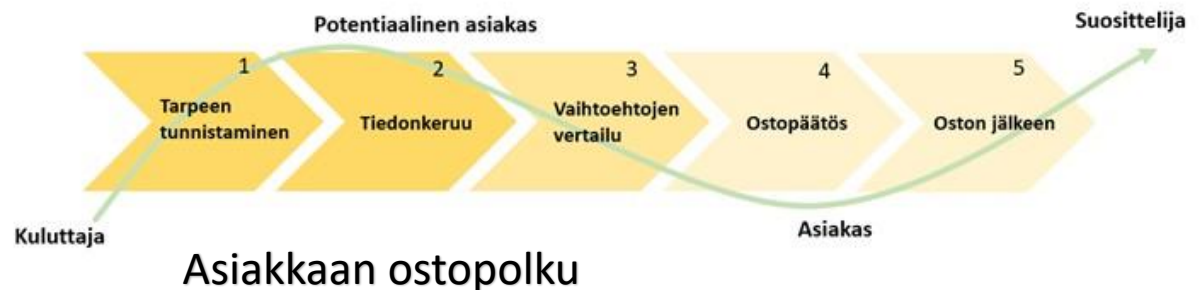 Potentiaalinen asiakas
Suosittelija
1
Tarpeen
tunnistaminen
2
Tiedonkeruu
3
Vaihtoehtojen
vertailu
4
Ostopäätös
5
Oston jälkeen
Kuluttaja
Asiakas
Asiakkaan ostopolku